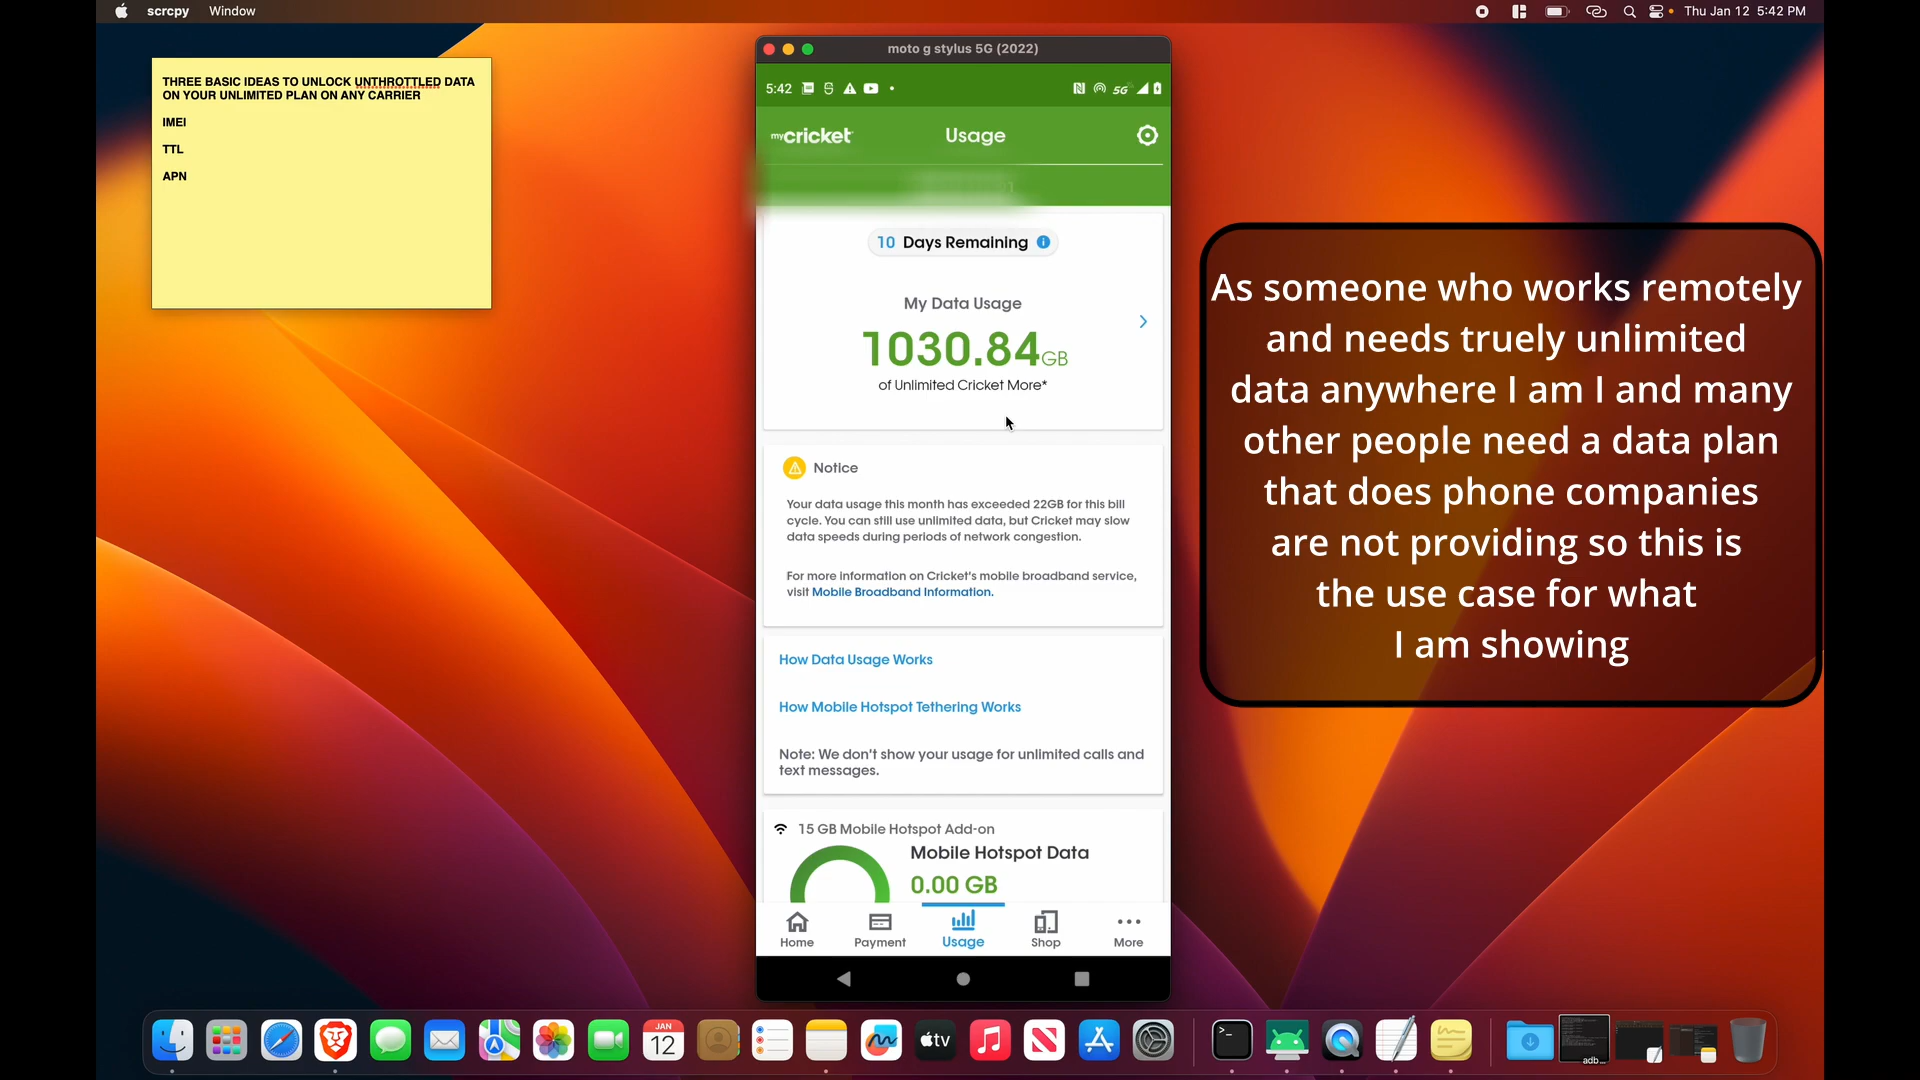 scrcpy Window
Thu Jan 12 5:42 PM
THREE BASIC IDEAS TO UNLOCK UNTHROTTLED DATA
ON YOUR UNLIMITED PLAN ON ANY CARRIER
IMEI
TTL
APN
moto g stylus 5G (2022)
5:42
5G
mycricket Usage
10 Days Remaining
My Data Usage
1030.84GB
of Unlimited Cricket More*
Notice
Your data usage this month has exceeded 22GB for this bill
cycle. You can still use unlimited data, but Cricket may slow
data speeds during periods of network congestion.
For more information on Cricket's mobile broadband service,
visit Mobile Broadband Information.
How Data Usage Works
How Mobile Hotspot Tethering Works
Note: We don't show your usage for unlimited calls and
text messages.
15 GB Mobile Hotspot Add-on
Mobile Hotspot Data
0.00 GB
Home Payment Usage Shop More
As someone who works remotely
and needs truely unlimited
data anywhere I am I and many
other people need a data plan
that does phone companies
are not providing so this is
the use case for what
I am showing
JAN
12
tv
adb...